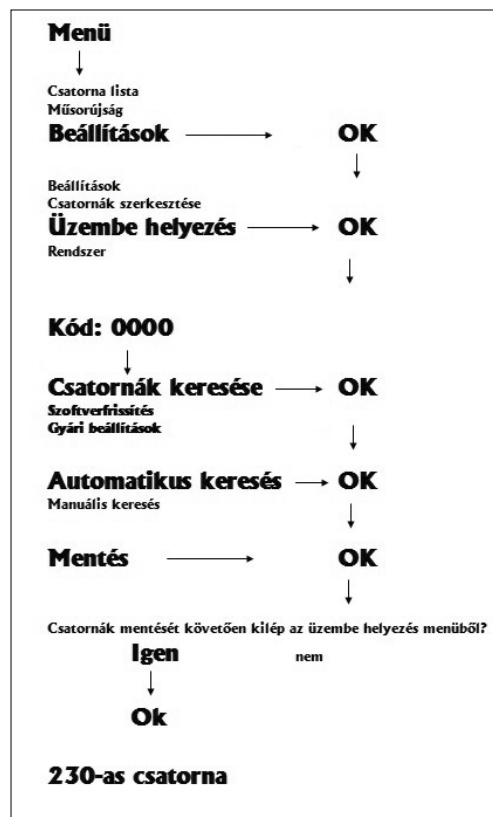 Menü
Csatorna lista
Műsorújság
Beállítások OK
Beállítások
Csatornák szerkesztése
Üzembe helyezés OK
Rendszer
Kód: 0000
Csatornák keresése OK
Szoftverfrissítés
Gyári beállítások
Automatikus keresés OK
Manuális keresés
Mentés OK
Csatornák mentését követően kilép az üzembe helyezés menüből?
Igen nem
Ok
230-as csatorna